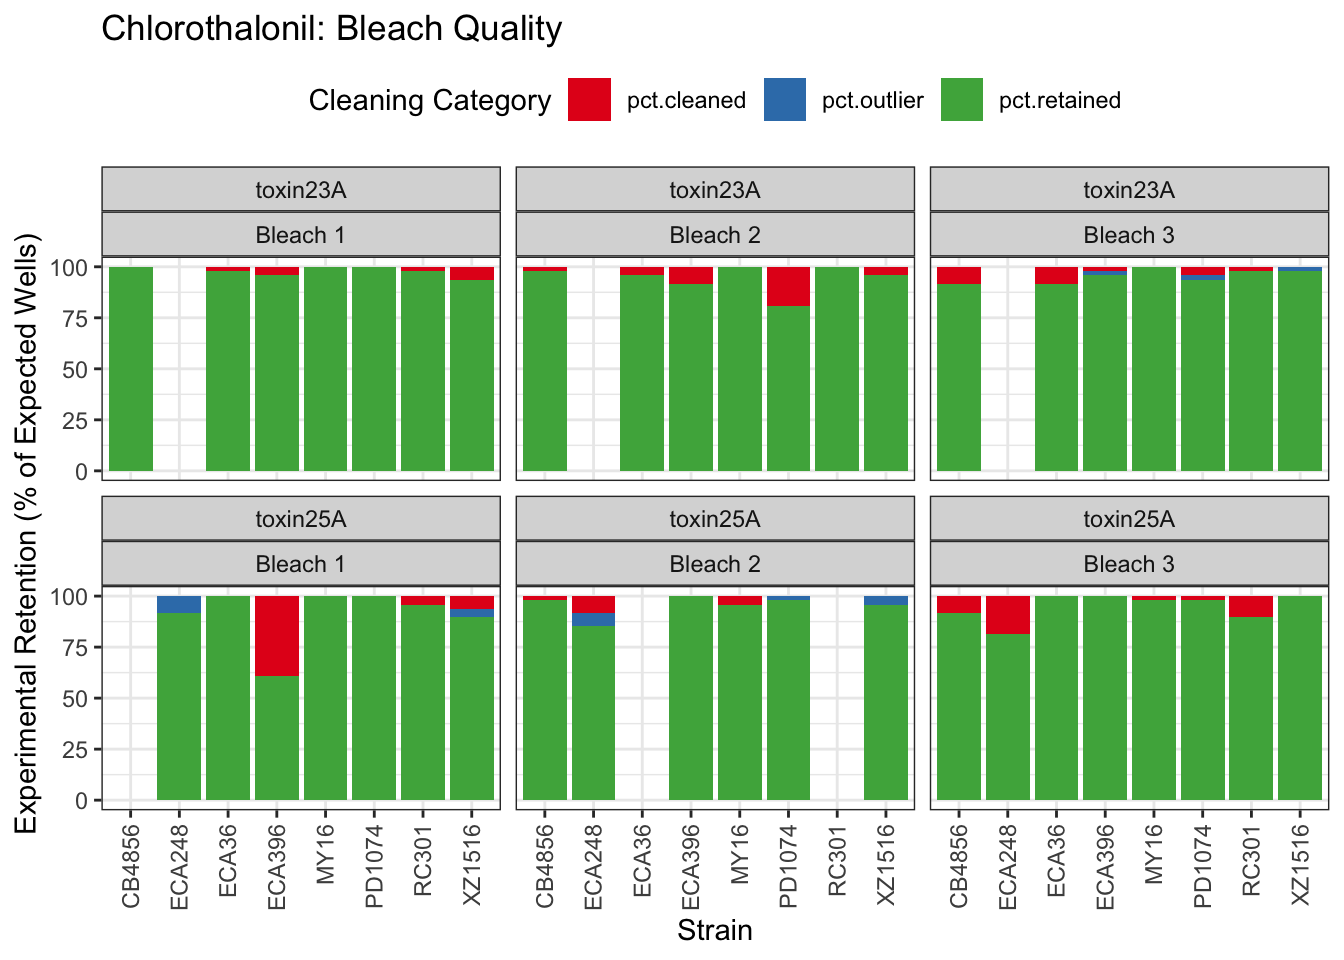 Chlorothalonil: Bleach Quality
Cleaning Category pct.cleaned pct.outlier pct.retained
Experimental Retention (% of Expected Wells)
toxin23A toxin23A toxin23A
Bleach 1 Bleach 2 Bleach 3
100
75
50
25
0
toxin25A toxin25A toxin25A
Bleach 1 Bleach 2 Bleach 3
100
75
50
25
0
CB4856 ECA248 ECA36 ECA396 MY16 PD1074 RC301 XZ1516 CB4856 ECA248 ECA36 ECA396 MY16 PD1074 RC301 XZ1516 CB4856 ECA248 ECA36 ECA396 MY16 PD1074 RC301 XZ1516
Strain